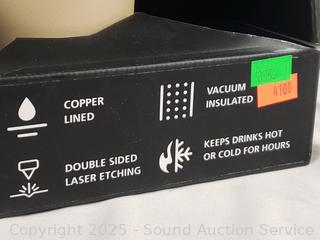 COPPER
LINED
VACUUM
INSULATED
4100
DOUBLE SIDED
LASER ETCHING
KEEPS DRINKS HOT
OR COLD FOR HOURS
Copyright 2025 - Sound Auction Service